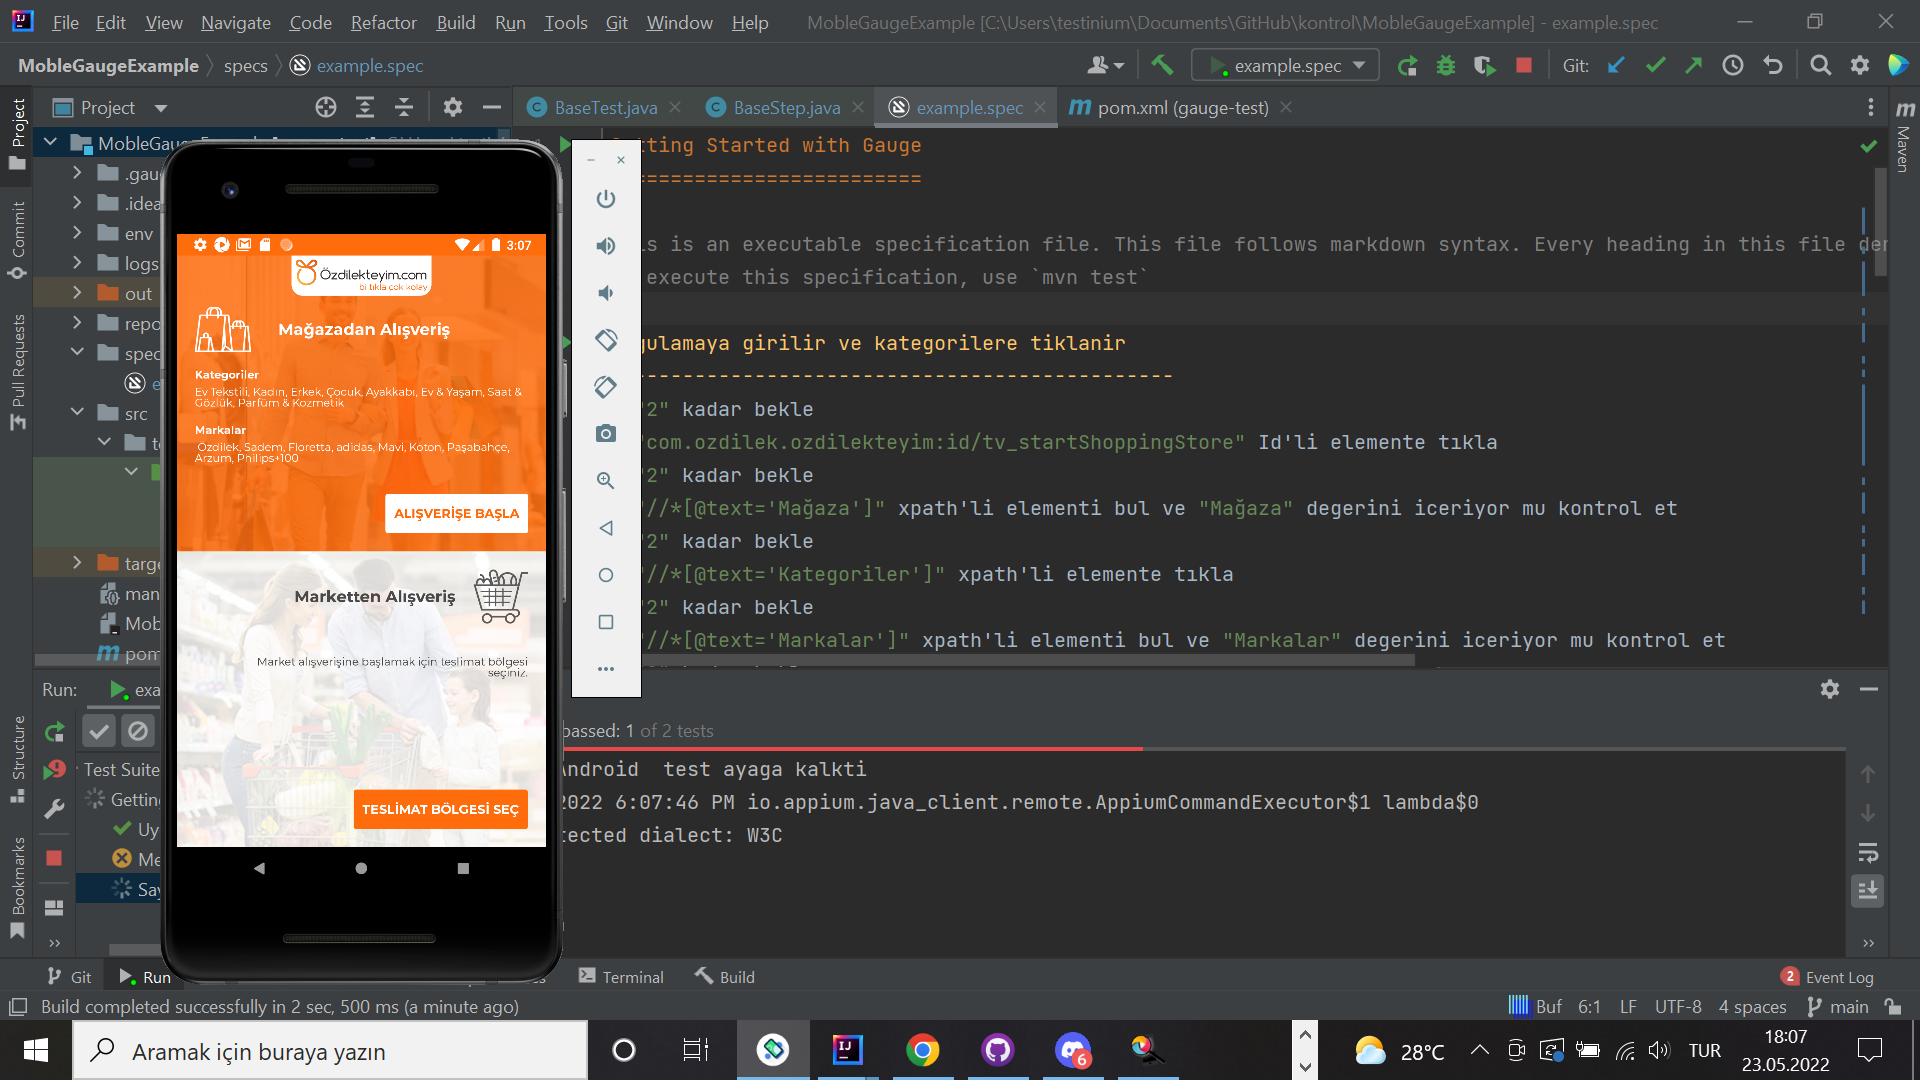 File Edit View Navigate Code Refactor Build Run Tools Git Window Help MobleGaugeExample [C:\Users\testinium\Documents\GitHub\kontrol\MobleGaugeExample] - example.spec
MobleGaugeExample specs example.spec
example.spec
Git:
Project
BaseTest.java BaseStep.java example.spec pom.xml (gauge-test)
Project
Commit
Pull Requests
Structure
Bookmarks
Maven
MobleGau
.gau
.idea
env
logs
out
repo
spec
src
targe
man
Mob
pom
3:07
Özdilekteyim.com
bi tıkla çok kolay
Mağazadan Alışveriş
Kategoriler
Ev Tekstili, Kadın, Erkek, Çocuk, Ayakkabı, Ev & Yaşam, Saat &
Gözlük, Parfüm & Kozmetik
Markalar
Özdilek, Sadem, Floretta, adidas, Mavi, Koton, Paşabahçe,
Arzum, Philips+100
ALIŞVERİŞE BAŞLA
Marketten Alışveriş
Market alışverişine başlamak için teslimat bölgesi
seçiniz.
TESLİMAT BÖLGESİ SEÇ
tting Started with Gauge
=======================
is is an executable specification file. This file follows markdown syntax. Every heading in this file der
execute this specification, use `mvn test`
gulamaya girilir ve kategorilere tiklanir
--------------------------------------------
"2" kadar bekle
"com.ozdilek.ozdilekteyim:id/tv_startShoppingStore" Id'li elemente tıkla
"2" kadar bekle
"//*[@text='Mağaza']" xpath'li elementi bul ve "Mağaza" degerini iceriyor mu kontrol et
"2" kadar bekle
"//*[@text='Kategoriler']" xpath'li elemente tıkla
"2" kadar bekle
"//*[@text='Markalar']" xpath'li elementi bul ve "Markalar" degerini iceriyor mu kontrol et
Run: exa
passed: 1 of 2 tests
Test Suite
Getting
Uy
Me
Say
Android test ayaga kalkti
2022 6:07:46 PM io.appium.java_client.remote.AppiumCommandExecutor$1 lambda$0
tected dialect: W3C
Git Run Terminal Build 2 Event Log
Build completed successfully in 2 sec, 500 ms (a minute ago)
Buf 6:1 LF UTF-8 4 spaces main
Aramak için buraya yazın
6
28°C
TUR
18:07
23.05.2022